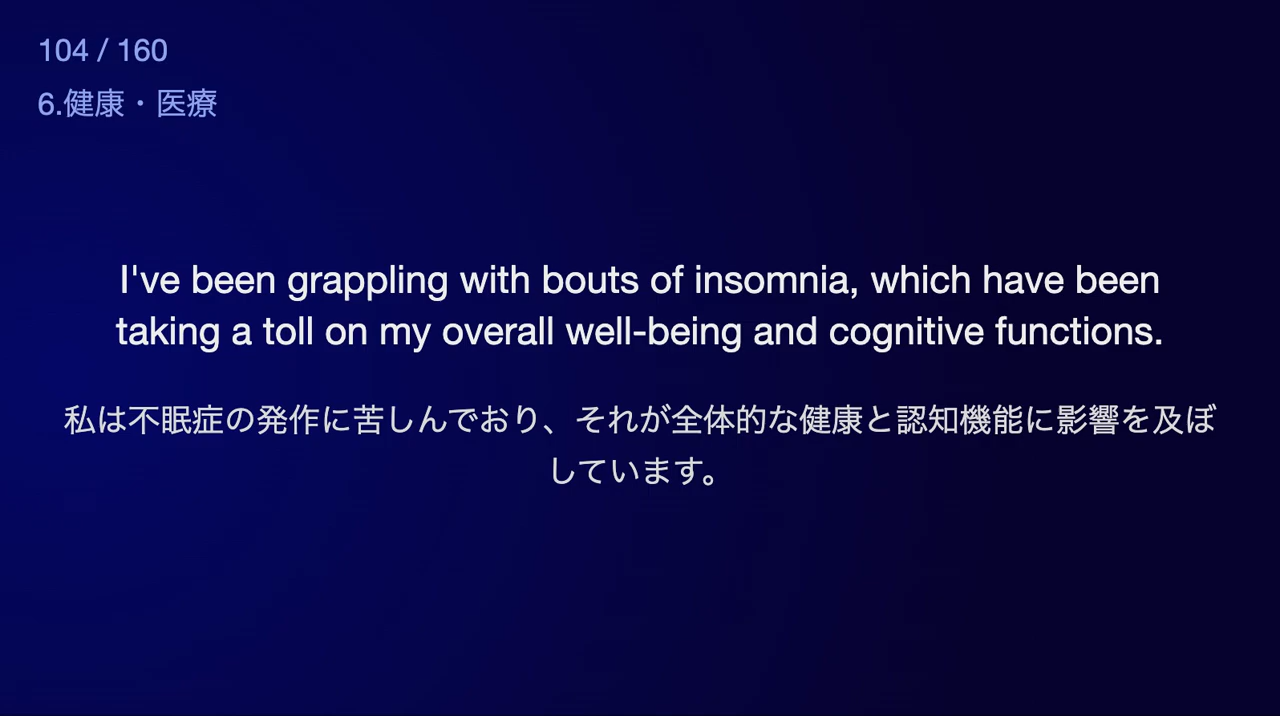 104 / 160
6.健康・医療
I've been grappling with bouts of insomnia, which have been
taking a toll on my overall well-being and cognitive functions.
私は不眠症の発作に苦しんでおり、それが全体的な健康と認知機能に影響を及ぼ
しています。